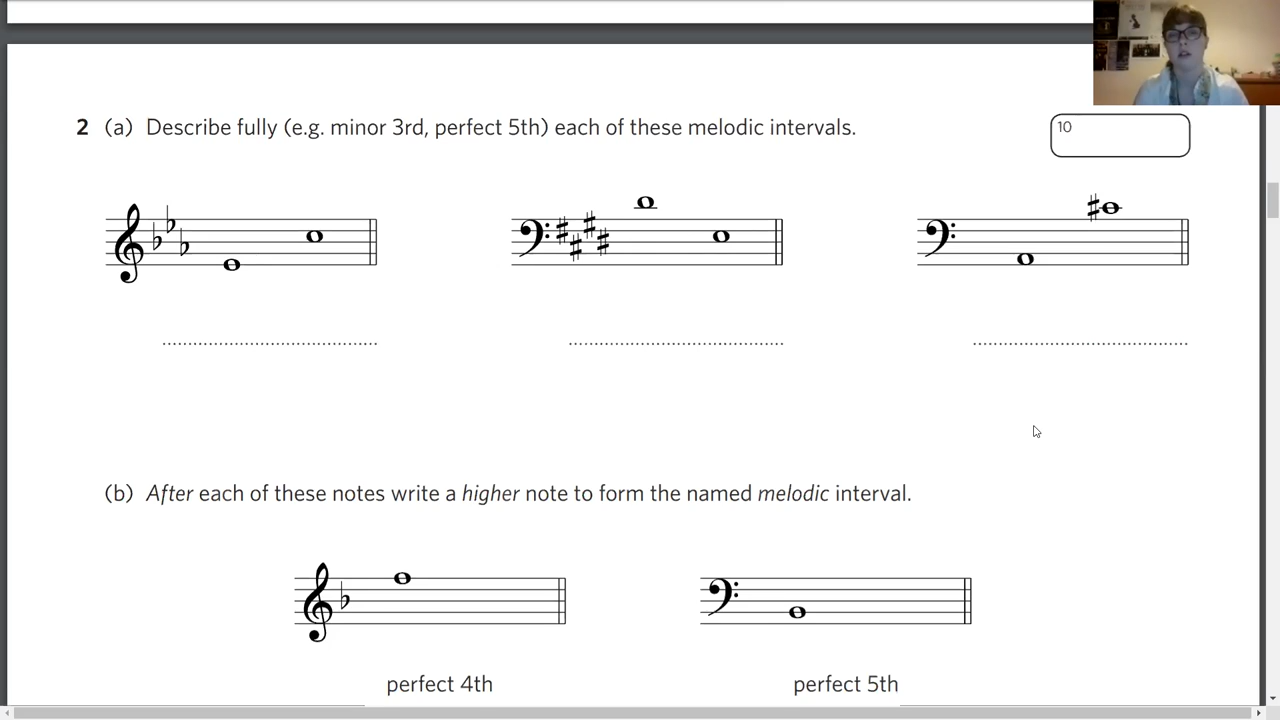 2 (a) Describe fully (e.g. minor 3rd, perfect 5th) each of these melodic intervals.
10
(b) After each of these notes write a higher note to form the named melodic interval.
perfect 4th
perfect 5th